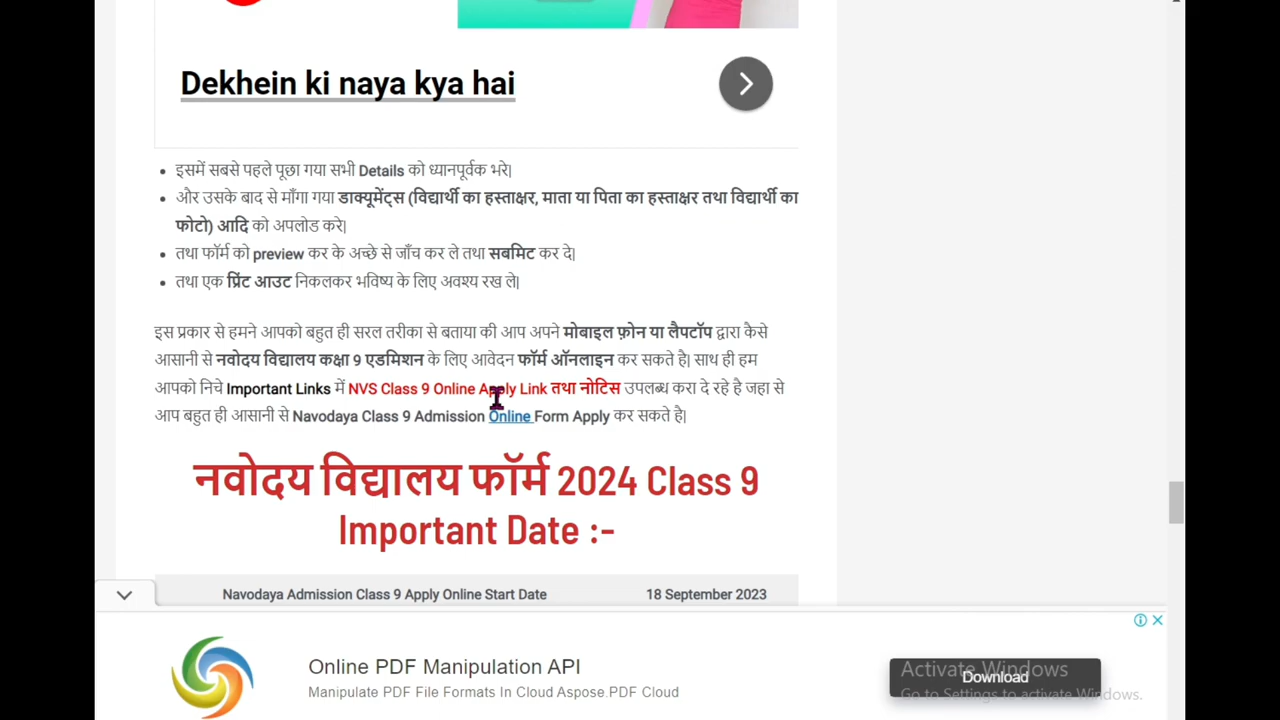 Dekhein ki naya kya hai
इसमें सबसे पहले पूछा गया सभी Details को ध्यानपूर्वक भरे|
और उसके बाद से माँगा गया डाक्यूमेंट्स (विद्यार्थी का हस्ताक्षर, माता या पिता का हस्ताक्षर तथा विद्यार्थी का
फोटो) आदि को अपलोड करे|
तथा फॉर्म को preview कर के अच्छे से जाँच कर ले तथा सबमिट कर दे|
तथा एक प्रिंट आउट निकलकर भविष्य के लिए अवश्य रख ले|
इस प्रकार से हमने आपको बहुत ही सरल तरीका से बताया की आप अपने मोबाइल फ़ोन या लैपटॉप द्वारा कैसे
आसानी से नवोदय विद्यालय कक्षा 9 एडमिशन के लिए आवेदन फॉर्म ऑनलाइन कर सकते है| साथ ही हम
आपको निचे Important Links में NVS Class 9 Online Apply Link तथा नोटिस उपलब्ध करा दे रहे है जहा से
आप बहुत ही आसानी से Navodaya Class 9 Admission Online Form Apply कर सकते है|
नवोदय विद्यालय फॉर्म 2024 Class 9
Important Date :-
Navodaya Admission Class 9 Apply Online Start Date 18 September 2023
Online PDF Manipulation API
Manipulate PDF File Formats In Cloud Aspose.PDF Cloud
Download
Activate Windows
Go to Settings to activate Windows.